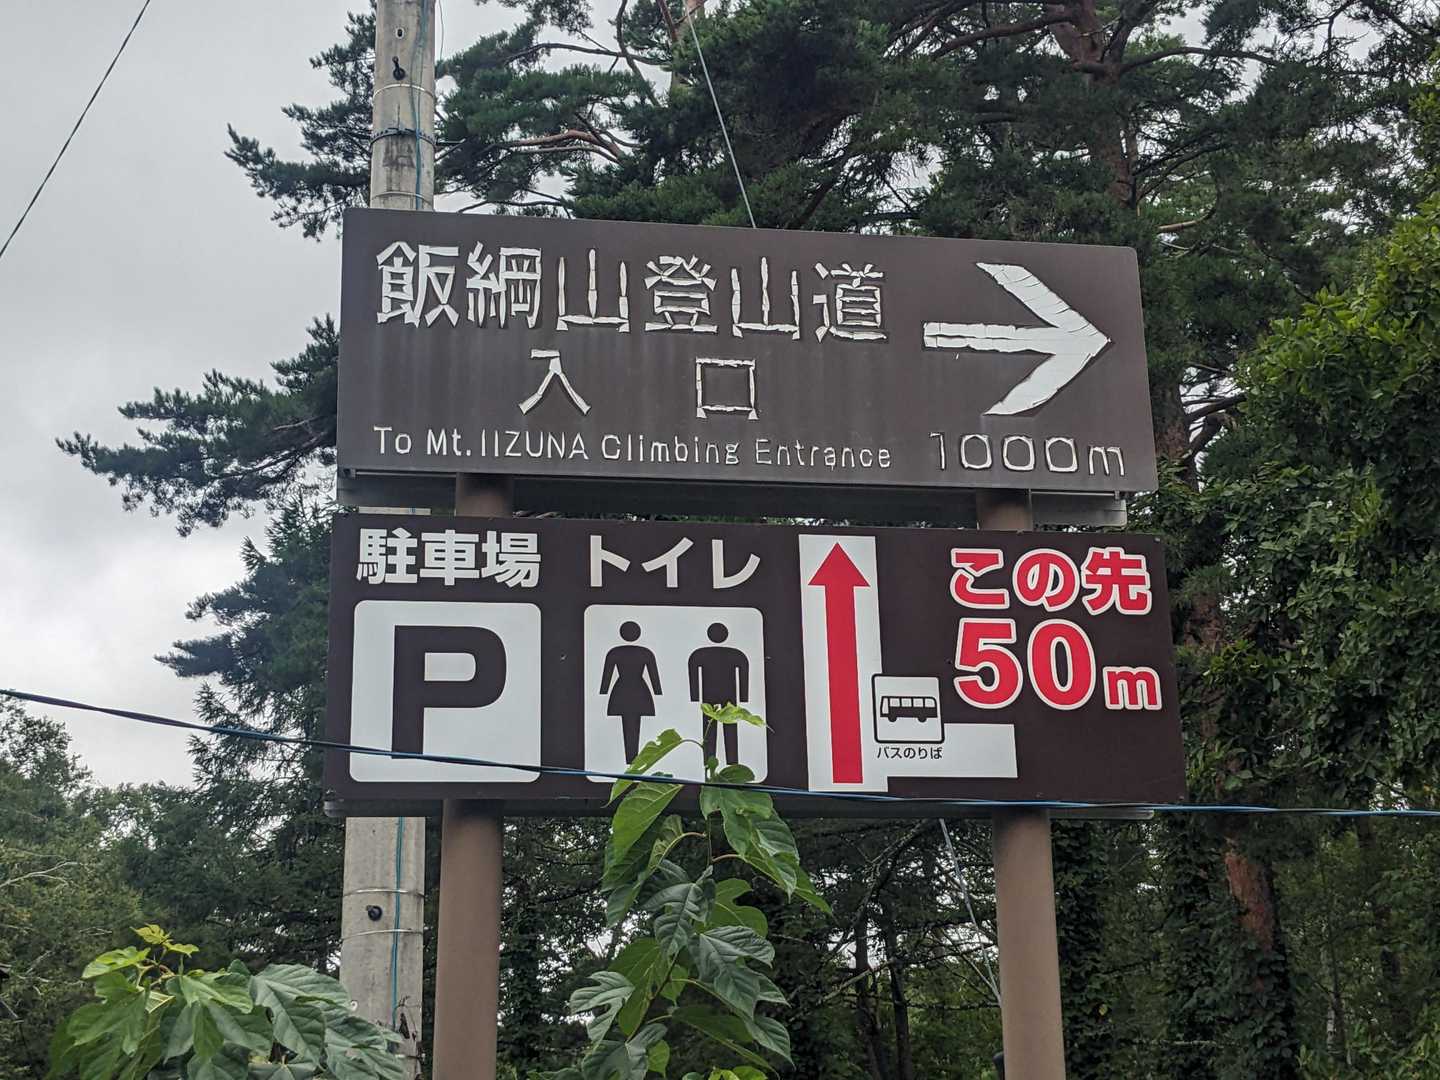 飯綱山登山道
入口
To Mt. IIZUNA Climbing Entrance 1000m
駐車場 トイレ
P
この先
50m
バスのりば